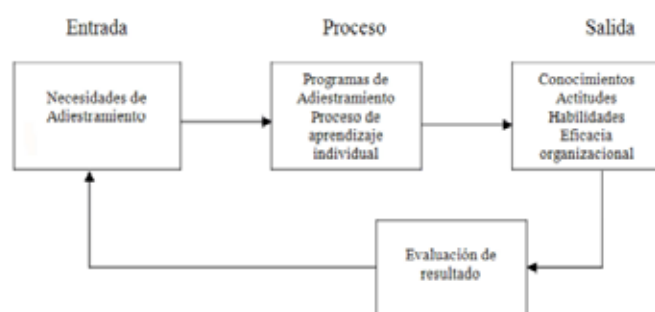 Entrada
Proceso
Salida
Necesidades de
Adiestramiento
Programas de
Adiestramiento
Proceso de
aprendizaje
individual
Conocimientos
Actitudes
Habilidades
Eficacia
organizacional
Evaluación de
resultado